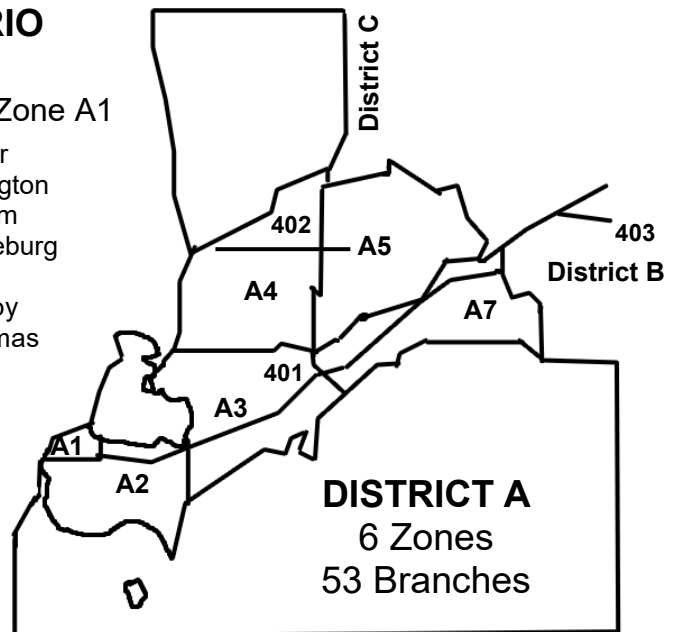 RIO
Zone A1
r
gton
m
eburg
oy
mas
District C
402
A5
403
District B
A4
A7
401
A3
A1
A2
DISTRICT A
6 Zones
53 Branches